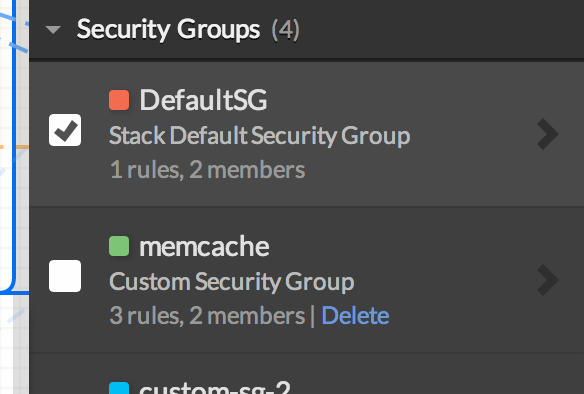 Security Groups (4)
DefaultSG
Stack Default Security Group
1 rules, 2 members
memcache
Custom Security Group
3 rules, 2 members | Delete
custom-sg-2